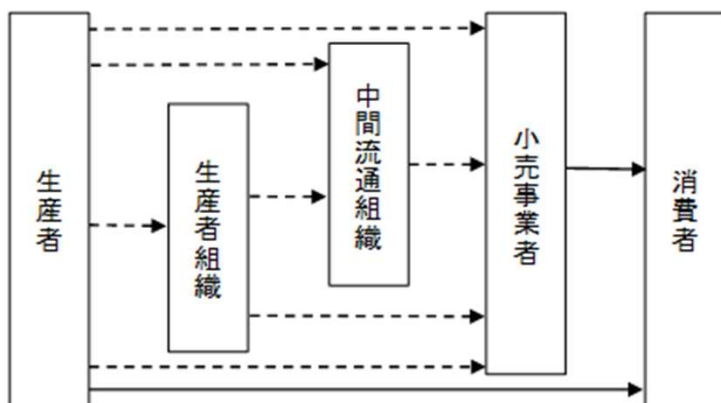 生産者
生産者組織
中間流通組織
小売事業者
消費者